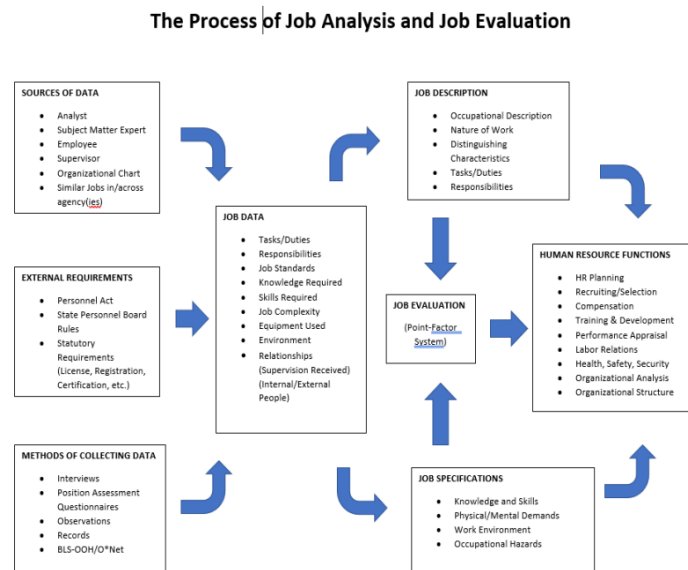 The Process of Job Analysis and Job Evaluation
SOURCES OF DATA
Analyst
Subject Matter Expert
Employee
Supervisor
Organizational Chart
Similar Jobs in/across
agency(ies)
EXTERNAL REQUIREMENTS
Personnel Act
State Personnel Board
Rules
Statutory
Requirements
(License, Registration,
Certification, etc.)
METHODS OF COLLECTING DATA
Interviews
Position Assessment
Questionnaires
Observations
Records
BLS-OOH/O*Net
JOB DATA
Tasks/Duties
Responsibilities
Job Standards
Knowledge Required
Skills Required
Job Complexity
Equipment Used
Environment
Relationships
(Supervision Received)
(Internal/External
People)
JOB DESCRIPTION
Occupational Description
Nature of Work
Distinguishing
Characteristics
Tasks/Duties
Responsibilities
JOB EVALUATION
(Point-Factor
System)
JOB SPECIFICATIONS
Knowledge and Skills
Physical/Mental Demands
Work Environment
Occupational Hazards
HUMAN RESOURCE FUNCTIONS
HR Planning
Recruiting/Selection
Compensation
Training & Development
Performance Appraisal
Labor Relations
Health, Safety, Security
Organizational Analysis
Organizational Structure